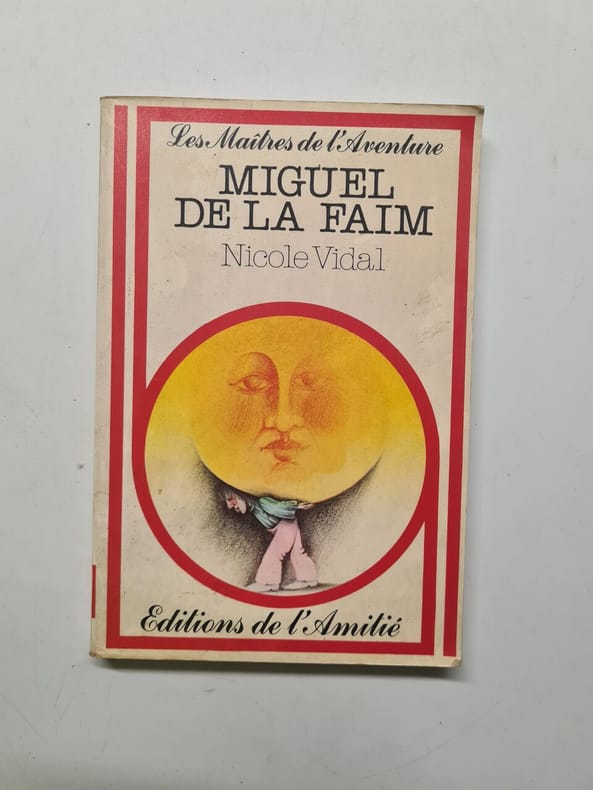 Les Maîtres de l'Aventure
MIGUEL
DE LA FAIM
Nicole Vidal
Editions de l'Amitié